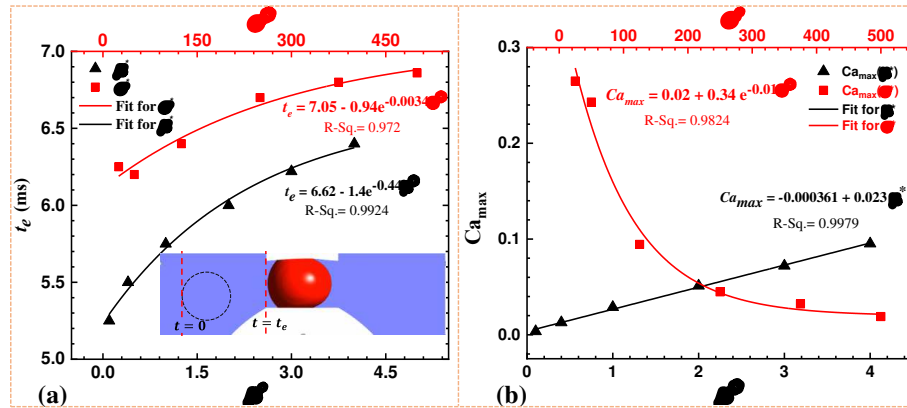 0 150 300 450
7.0
6.5
6.0
5.5
5.0
t_e (ms)
Fit for
Fit for
t_e = 7.05 - 0.94e^-0.0034
R-Sq.= 0.972
t_e = 6.62 - 1.4e^-0.44
R-Sq.= 0.9924
t = 0
t = t_e
0.0 1.5 3.0 4.5
(a)
0 100 200 300 400 500
0.3
0.2
0.1
0.0
Ca_max
Ca_max( *)
Ca_max( *)
Fit for *
Fit for *
Ca_max = 0.02 + 0.34 e^-0.01
R-Sq.= 0.9824
Ca_max = -0.000361 + 0.023 *
R-Sq.= 0.9979
0 1 2 3 4
(b)